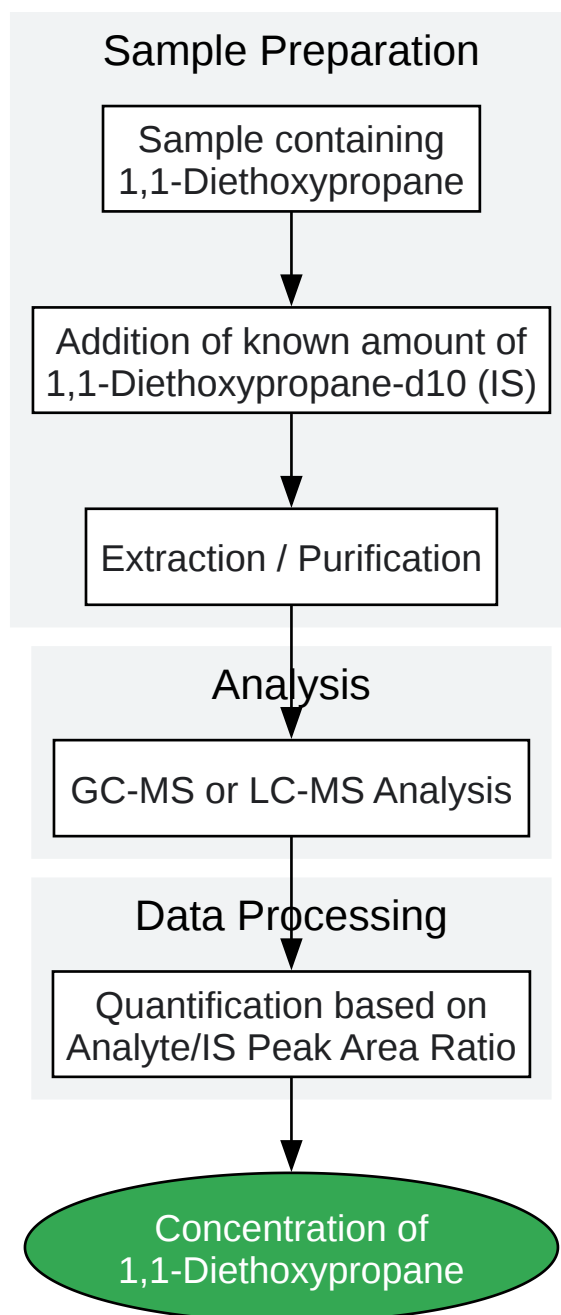 Sample Preparation
Sample containing
1,1-Diethoxypropane
Addition of known amount of
1,1-Diethoxypropane-d10 (IS)
Extraction / Purification
Analysis
GC-MS or LC-MS Analysis
Data Processing
Quantification based on
Analyte/IS Peak Area Ratio
Concentration of
1,1-Diethoxypropane